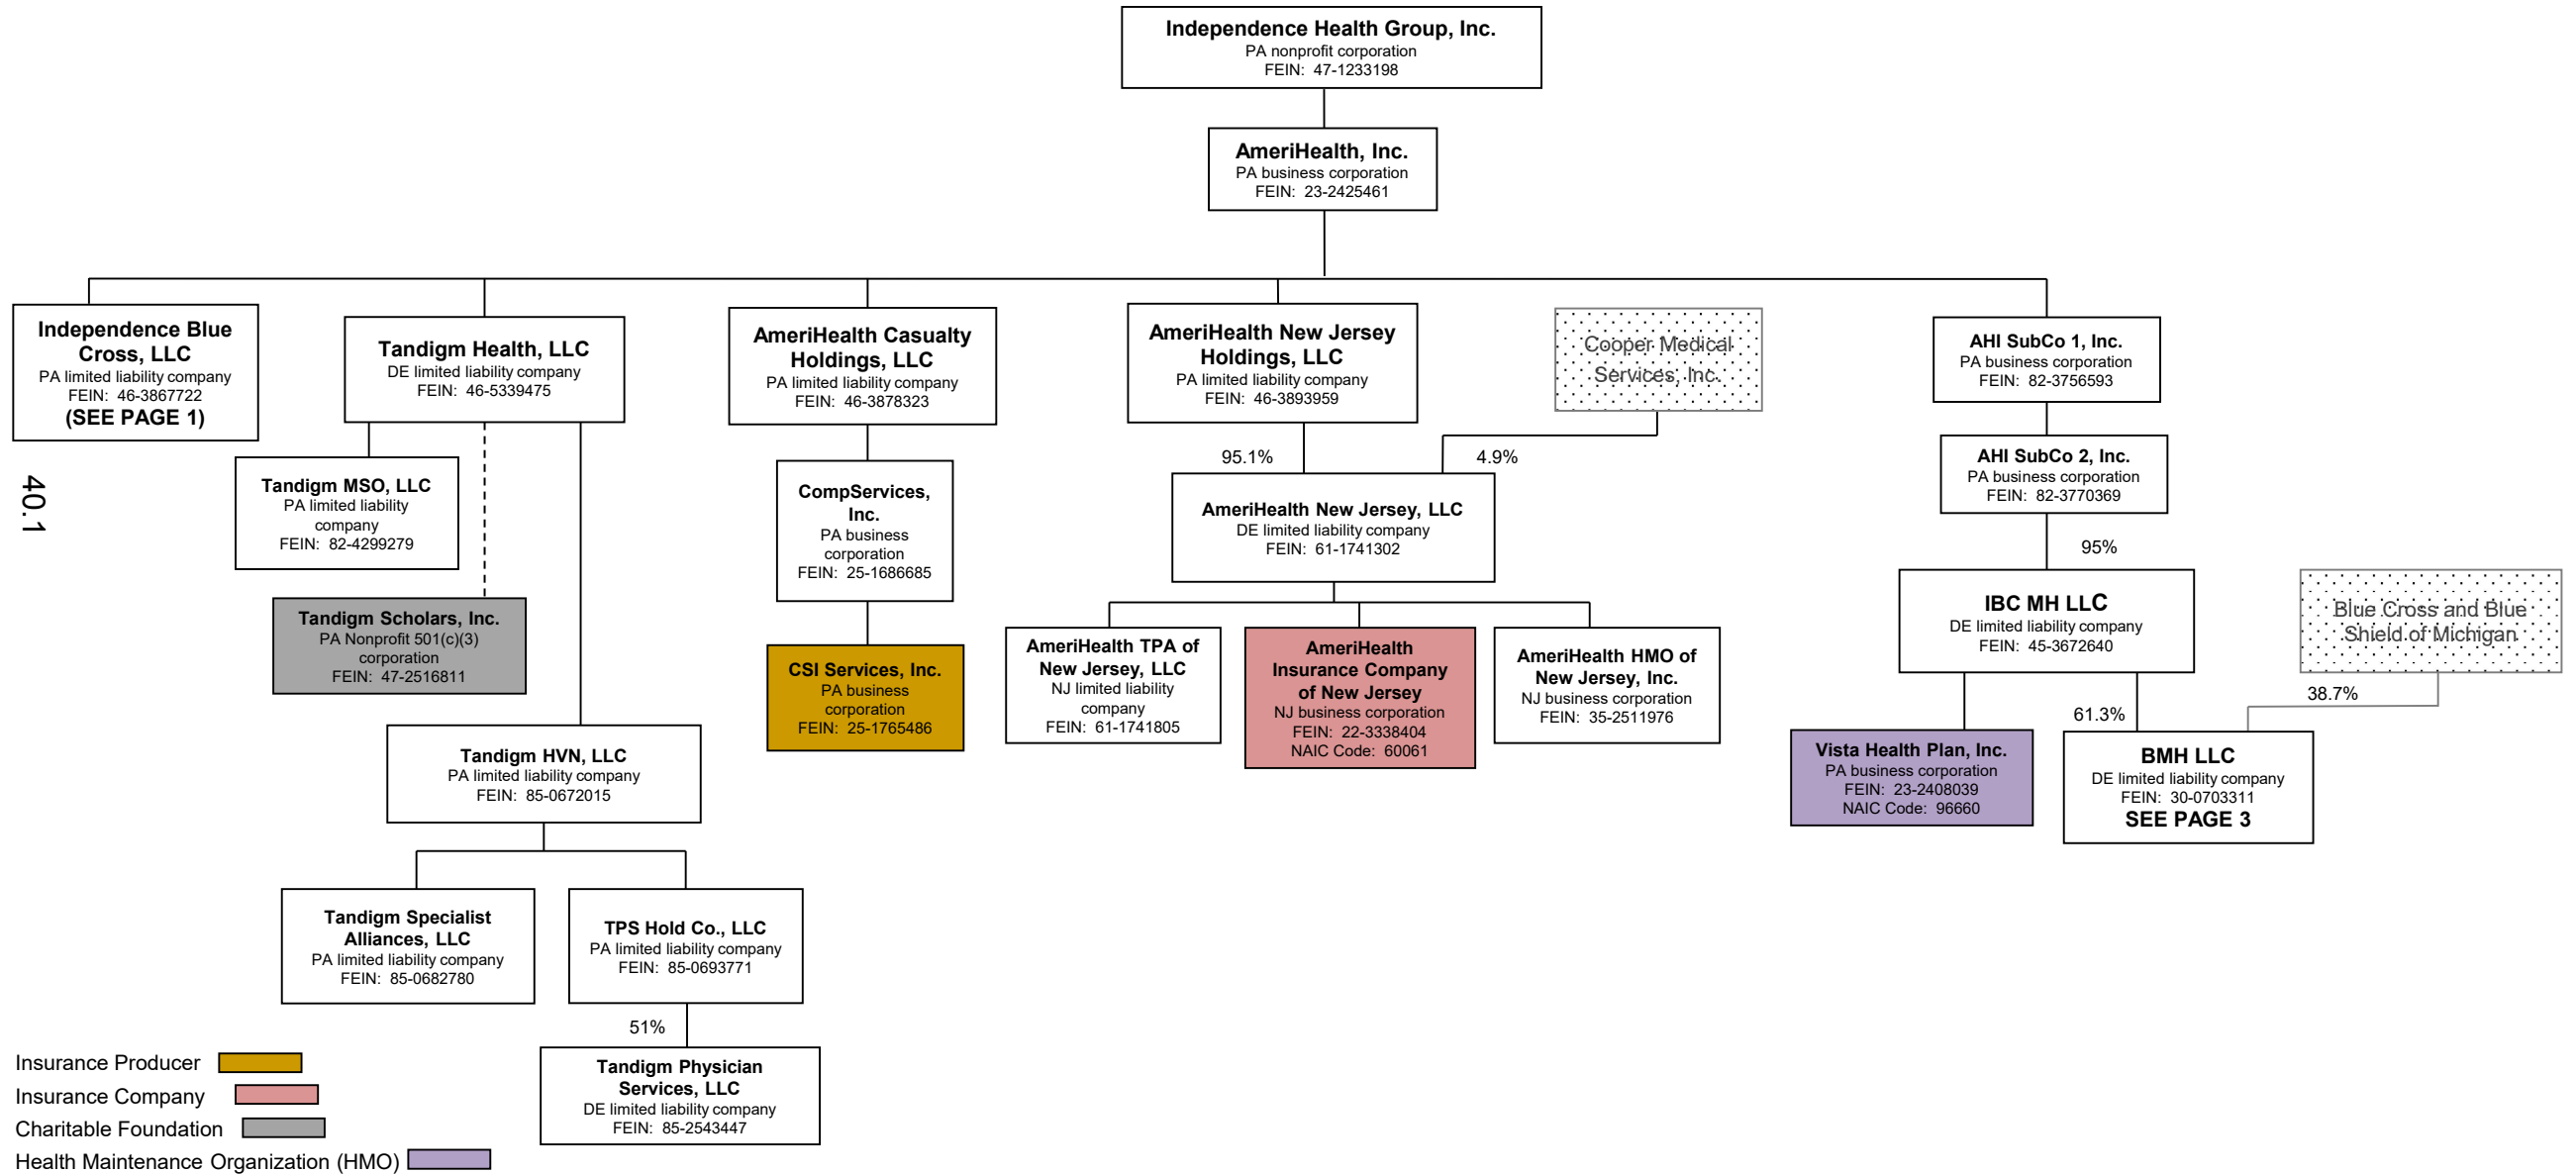 Independence Health Group, Inc.
PA nonprofit corporation
FEIN: 47-1233198
AmeriHealth, Inc.
PA business corporation
FEIN: 23-2425461
Independence Blue
Cross, LLC
PA limited liability company
FEIN: 46-3867722
(SEE PAGE 1)
Tandigm Health, LLC
DE limited liability company
FEIN: 46-5339475
AmeriHealth Casualty
Holdings, LLC
PA limited liability company
FEIN: 46-3878323
AmeriHealth New Jersey
Holdings, LLC
PA limited liability company
FEIN: 46-3893959
Cooper Medical
Services, Inc.
AHI SubCo 1, Inc.
PA business corporation
FEIN: 82-3756593
95.1%
4.9%
AHI SubCo 2, Inc.
PA business corporation
FEIN: 82-3770369
40.1
Tandigm MSO, LLC
PA limited liability
company
FEIN: 82-4299279
CompServices,
Inc.
PA business
corporation
FEIN: 25-1686685
AmeriHealth New Jersey, LLC
DE limited liability company
FEIN: 61-1741302
95%
IBC MH LLC
DE limited liability company
FEIN: 45-3672640
Blue Cross and Blue
Shield of Michigan
Tandigm Scholars, Inc.
PA Nonprofit 501(c)(3)
corporation
FEIN: 47-2516811
CSI Services, Inc.
PA business
corporation
FEIN: 25-1765486
AmeriHealth TPA of
New Jersey, LLC
NJ limited liability
company
FEIN: 61-1741805
AmeriHealth
Insurance Company
of New Jersey
NJ business corporation
FEIN: 22-3338404
NAIC Code: 60061
AmeriHealth HMO of
New Jersey, Inc.
NJ business corporation
FEIN: 35-2511976
61.3%
38.7%
Vista Health Plan, Inc.
PA business corporation
FEIN: 23-2408039
NAIC Code: 96660
BMH LLC
DE limited liability company
FEIN: 30-0703311
SEE PAGE 3
Tandigm HVN, LLC
PA limited liability company
FEIN: 85-0672015
Tandigm Specialist
Alliances, LLC
PA limited liability company
FEIN: 85-0682780
TPS Hold Co., LLC
PA limited liability company
FEIN: 85-0693771
51%
Tandigm Physician
Services, LLC
DE limited liability company
FEIN: 85-2543447
Insurance Producer
Insurance Company
Charitable Foundation
Health Maintenance Organization (HMO)